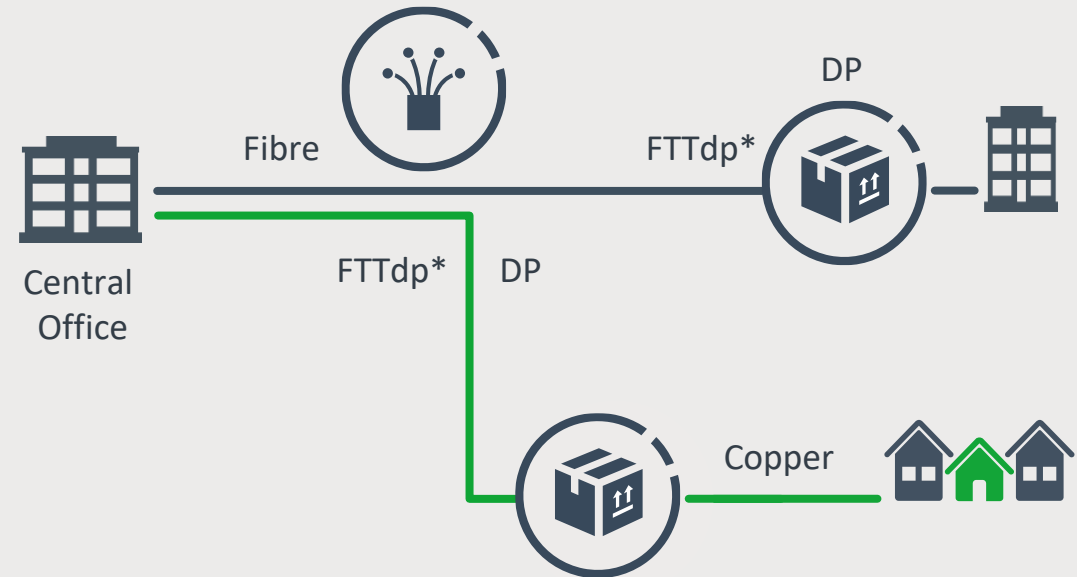 DP
Fibre
FTTdp*
Central
Office
FTTdp*
DP
Copper